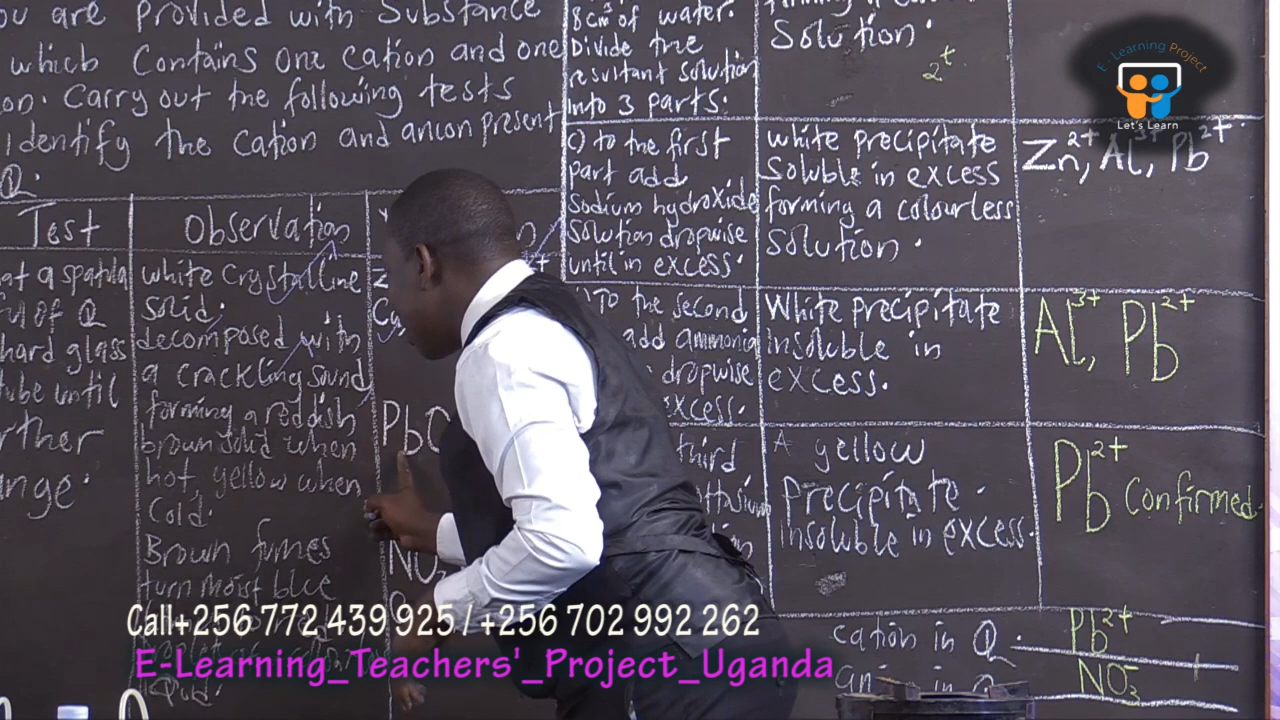 ou are provided with Substance
which contains one cation and one
on. Carry out the following tests
identify the cation and anion present
Q.
Test
Observation
at a spatula
ful of Q
hard glass
tube until
rther
ange.
white crystalline
solid.
decomposed with
a crackling sound
forming a reddish
brown solid when
hot, yellow when
cold.
Brown fumes
turn moist blue
PbO
NO3
8cm3 of water.
Divide the
resultant solution
into 3 parts.
Solution.
2+
c) to the first
part add
Sodium hydroxide
Solution dropwise
until in excess.
white precipitate
Soluble in excess
forming a colourless
solution.
Zn2+, Al3+, Pb2+
To the second
add ammonia
dropwise
excess.
White precipitate
insoluble in
excess.
Al3+, Pb2+
third
A yellow
Precipitate.
insoluble in excess.
Pb2+ Confirmed
cation in Q. Pb2+
NO3-
E-Learning Project
Let's Learn
Call+256 772 439 925 / +256 702 992 262
E-Learning_Teachers'_Project_Uganda